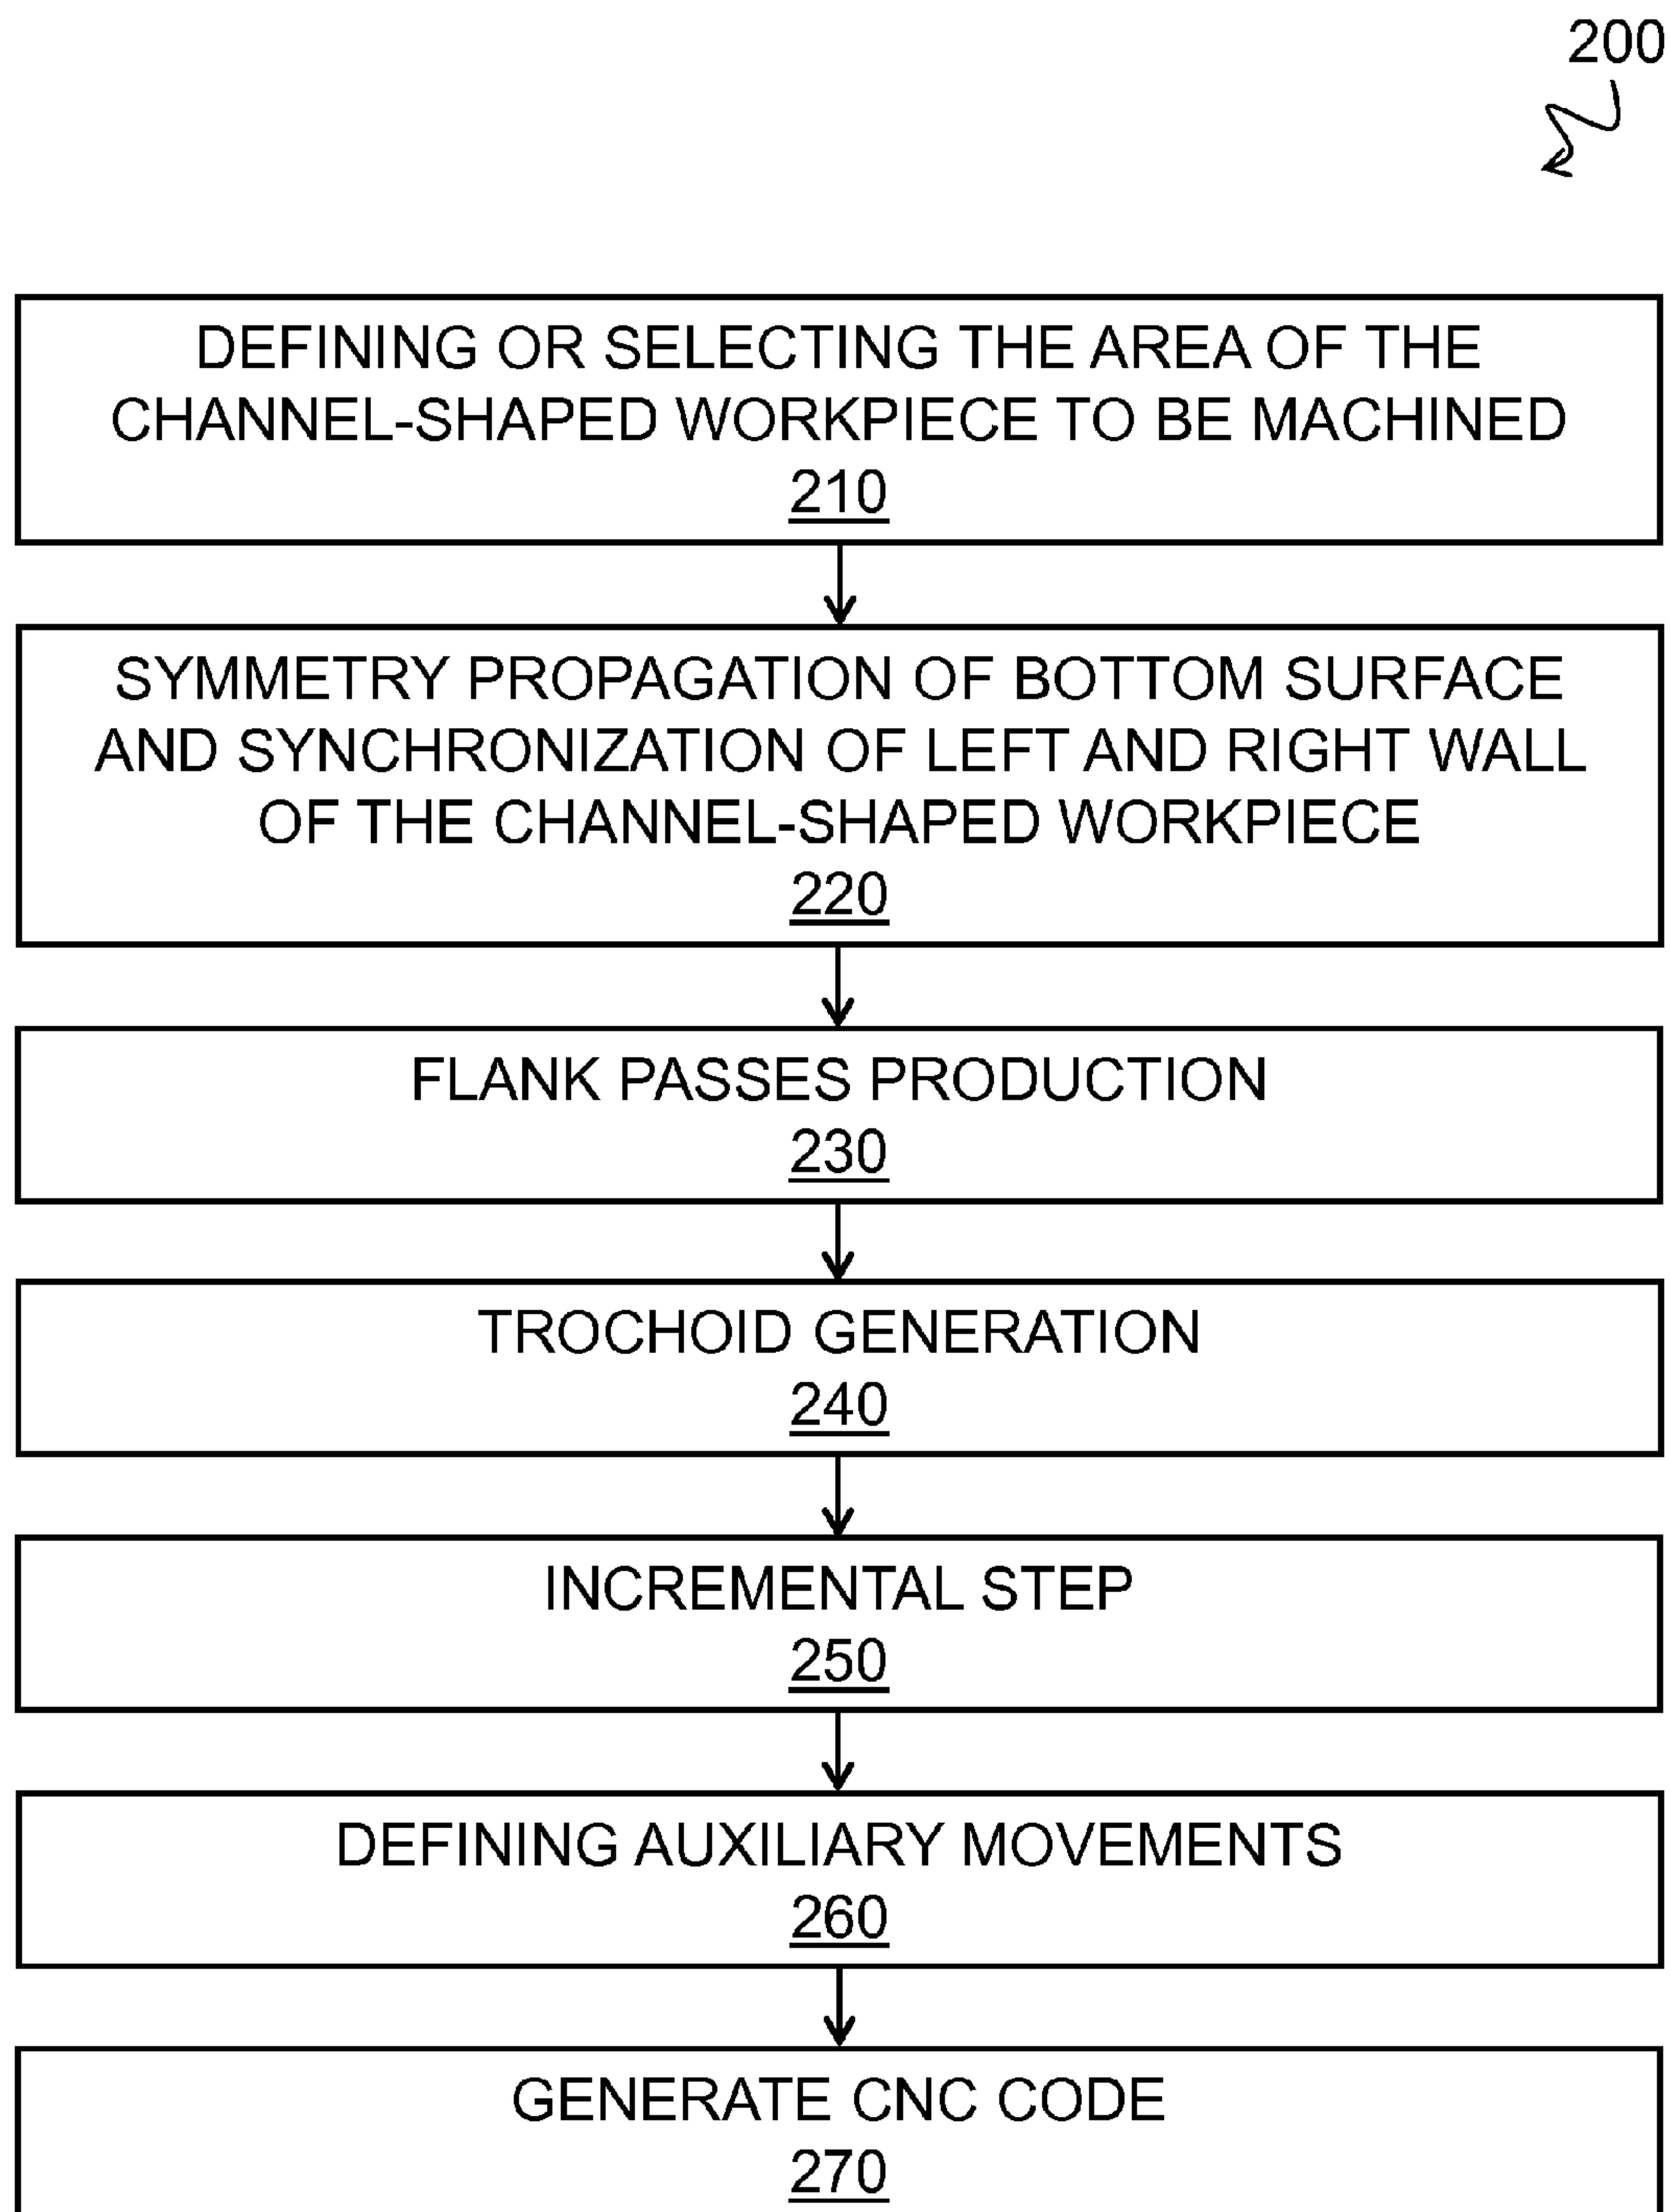 200
DEFINING OR SELECTING THE AREA OF THE
CHANNEL-SHAPED WORKPIECE TO BE MACHINED
210
SYMMETRY PROPAGATION OF BOTTOM SURFACE
AND SYNCHRONIZATION OF LEFT AND RIGHT WALL
OF THE CHANNEL-SHAPED WORKPIECE
220
FLANK PASSES PRODUCTION
230
TROCHOID GENERATION
240
INCREMENTAL STEP
250
DEFINING AUXILIARY MOVEMENTS
260
GENERATE CNC CODE
270